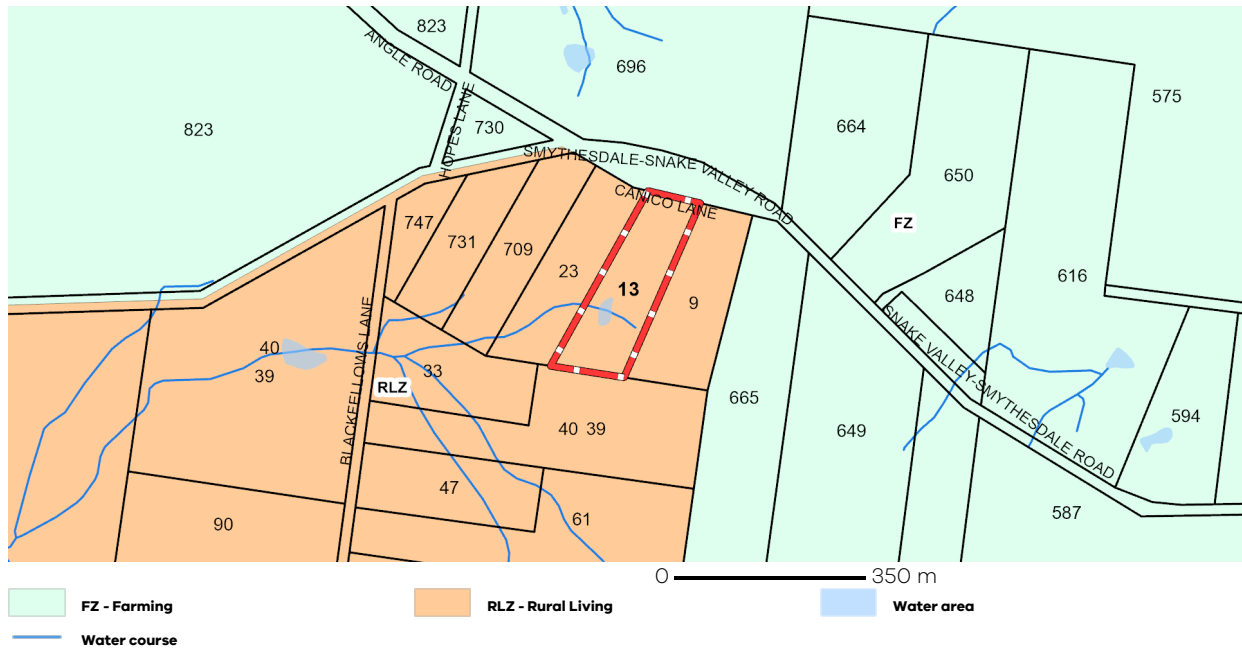 823
ANGLE ROAD
696
575
823
HOPES LANE
730
664
SMYTHESDALE-SNAKE VALLEY ROAD
650
CANICO LANE
747
731
709
FZ
23
13
9
616
648
BLACKFELLOWS LANE
SNAKE VALLEY-SMYTHESDALE ROAD
40
39
33
RLZ
665
649
594
40 39
47
61
90
587
0 350 m
FZ - Farming
RLZ - Rural Living
Water area
Water course